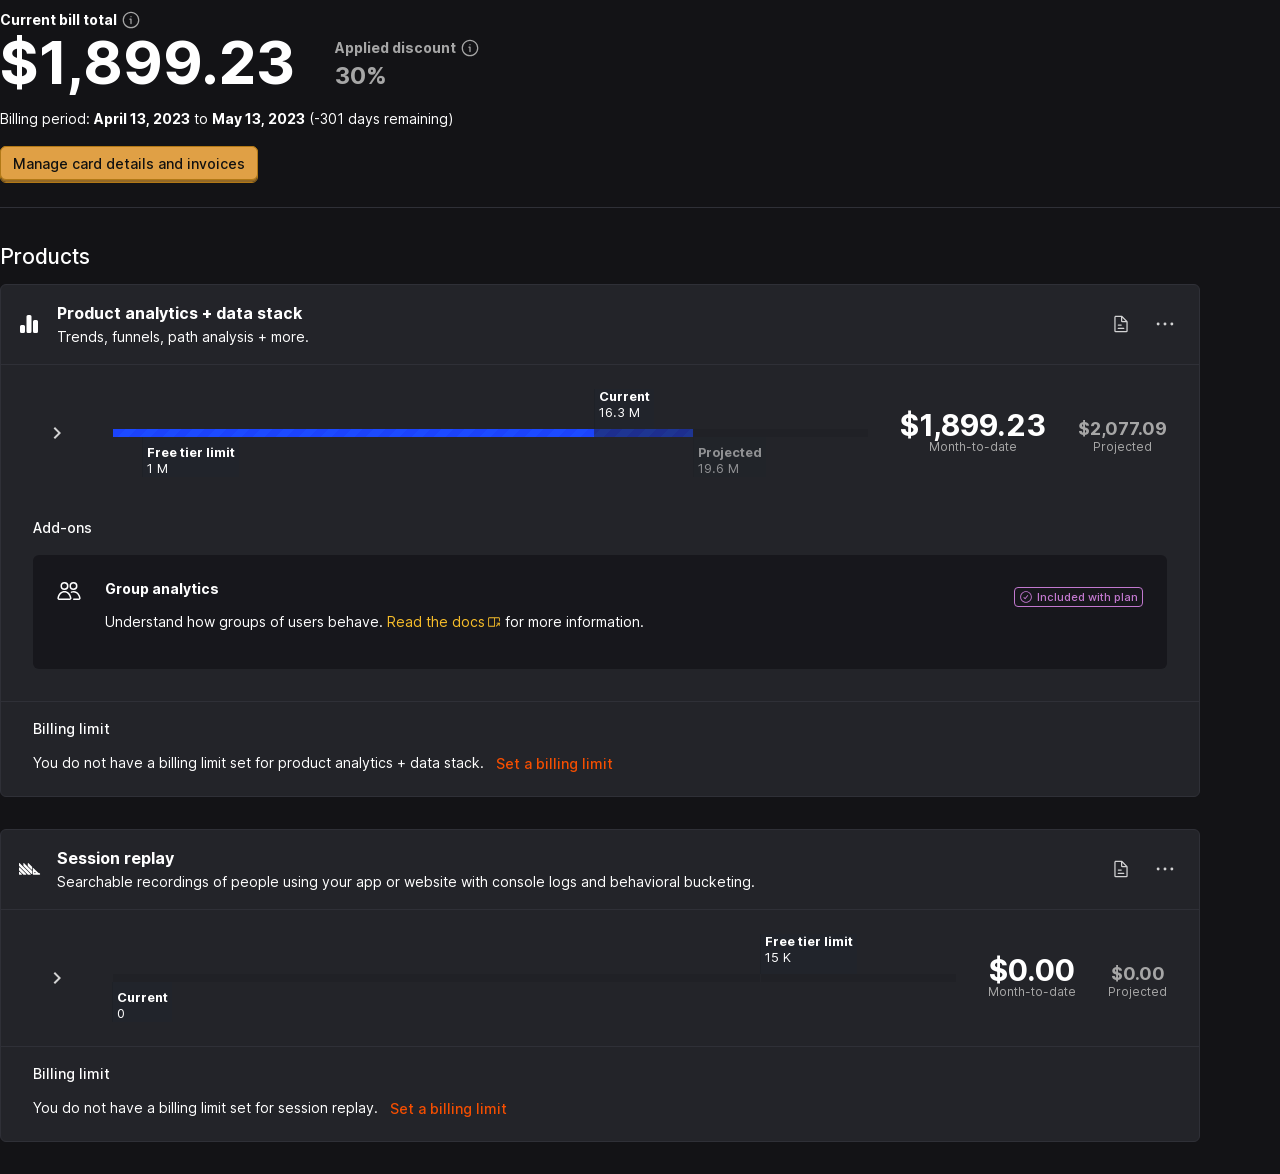 Current bill total
$1,899.23
Applied discount
30%
Billing period: April 13, 2023 to May 13, 2023 (-301 days remaining)
Manage card details and invoices
Products
Product analytics + data stack
Trends, funnels, path analysis + more.
Current
16.3 M
Free tier limit
1 M
Projected
19.6 M
$1,899.23
Month-to-date
$2,077.09
Projected
Add-ons
Group analytics
Understand how groups of users behave. Read the docs for more information.
Included with plan
Billing limit
You do not have a billing limit set for product analytics + data stack. Set a billing limit
Session replay
Searchable recordings of people using your app or website with console logs and behavioral bucketing.
Free tier limit
15 K
Current
0
$0.00
Month-to-date
$0.00
Projected
Billing limit
You do not have a billing limit set for session replay. Set a billing limit